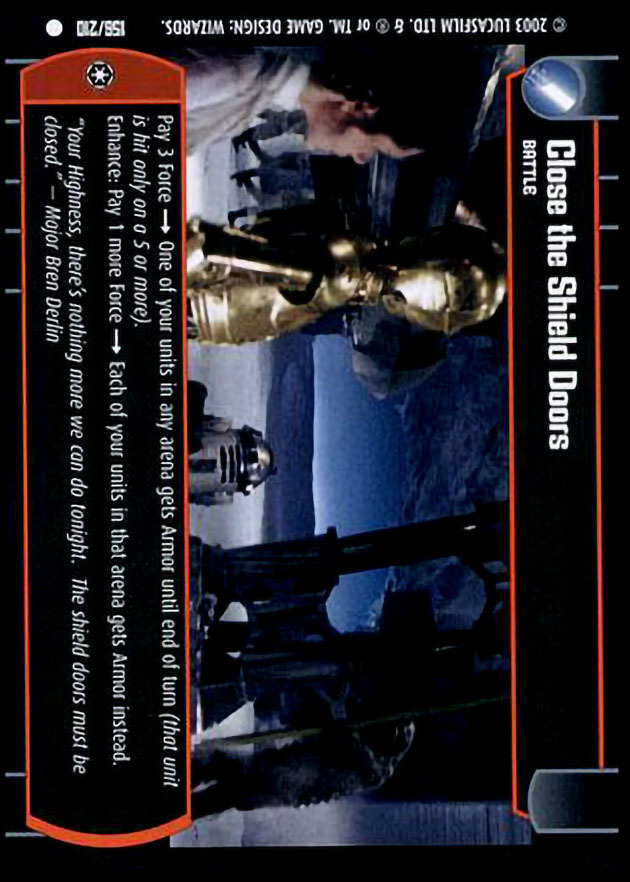 Close the Shield Doors
BATTLE
Pay 3 Force → One of your units in any arena gets Armor until end of turn (that unit
is hit only on a 5 or more).
Enhance: Pay 1 more Force → Each of your units in that arena gets Armor instead.
"Your Highness, there's nothing more we can do tonight. The shield doors must be
closed." — Major Bren Derlin
© 2003 LUCASFILM LTD. & ® or TM. GAME DESIGN: WIZARDS.
156/210